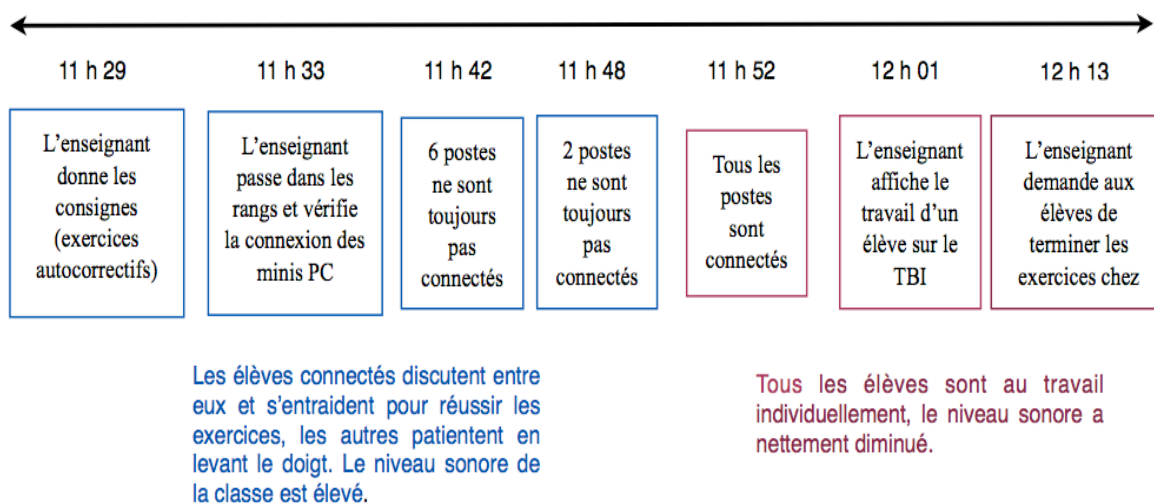 11 h 29
11 h 33
11 h 42
11 h 48
11 h 52
12 h 01
12 h 13
L'enseignant
donne les
consignes
(exercices
autocorrectifs)
L'enseignant
passe dans les
rangs et vérifie
la connexion des
minis PC
6 postes
ne sont
toujours
pas
connectés
2 postes
ne sont
toujours
pas
connectés
Tous les
postes
sont
connectés
L'enseignant
affiche le
travail d'un
élève sur le
TBI
L'enseignant
demande aux
élèves de
terminer les
exercices chez
Les élèves connectés discutent entre
eux et s'entraident pour réussir les
exercices, les autres patientent en
levant le doigt. Le niveau sonore de
la classe est élevé.
Tous les élèves sont au travail
individuellement, le niveau sonore a
nettement diminué.